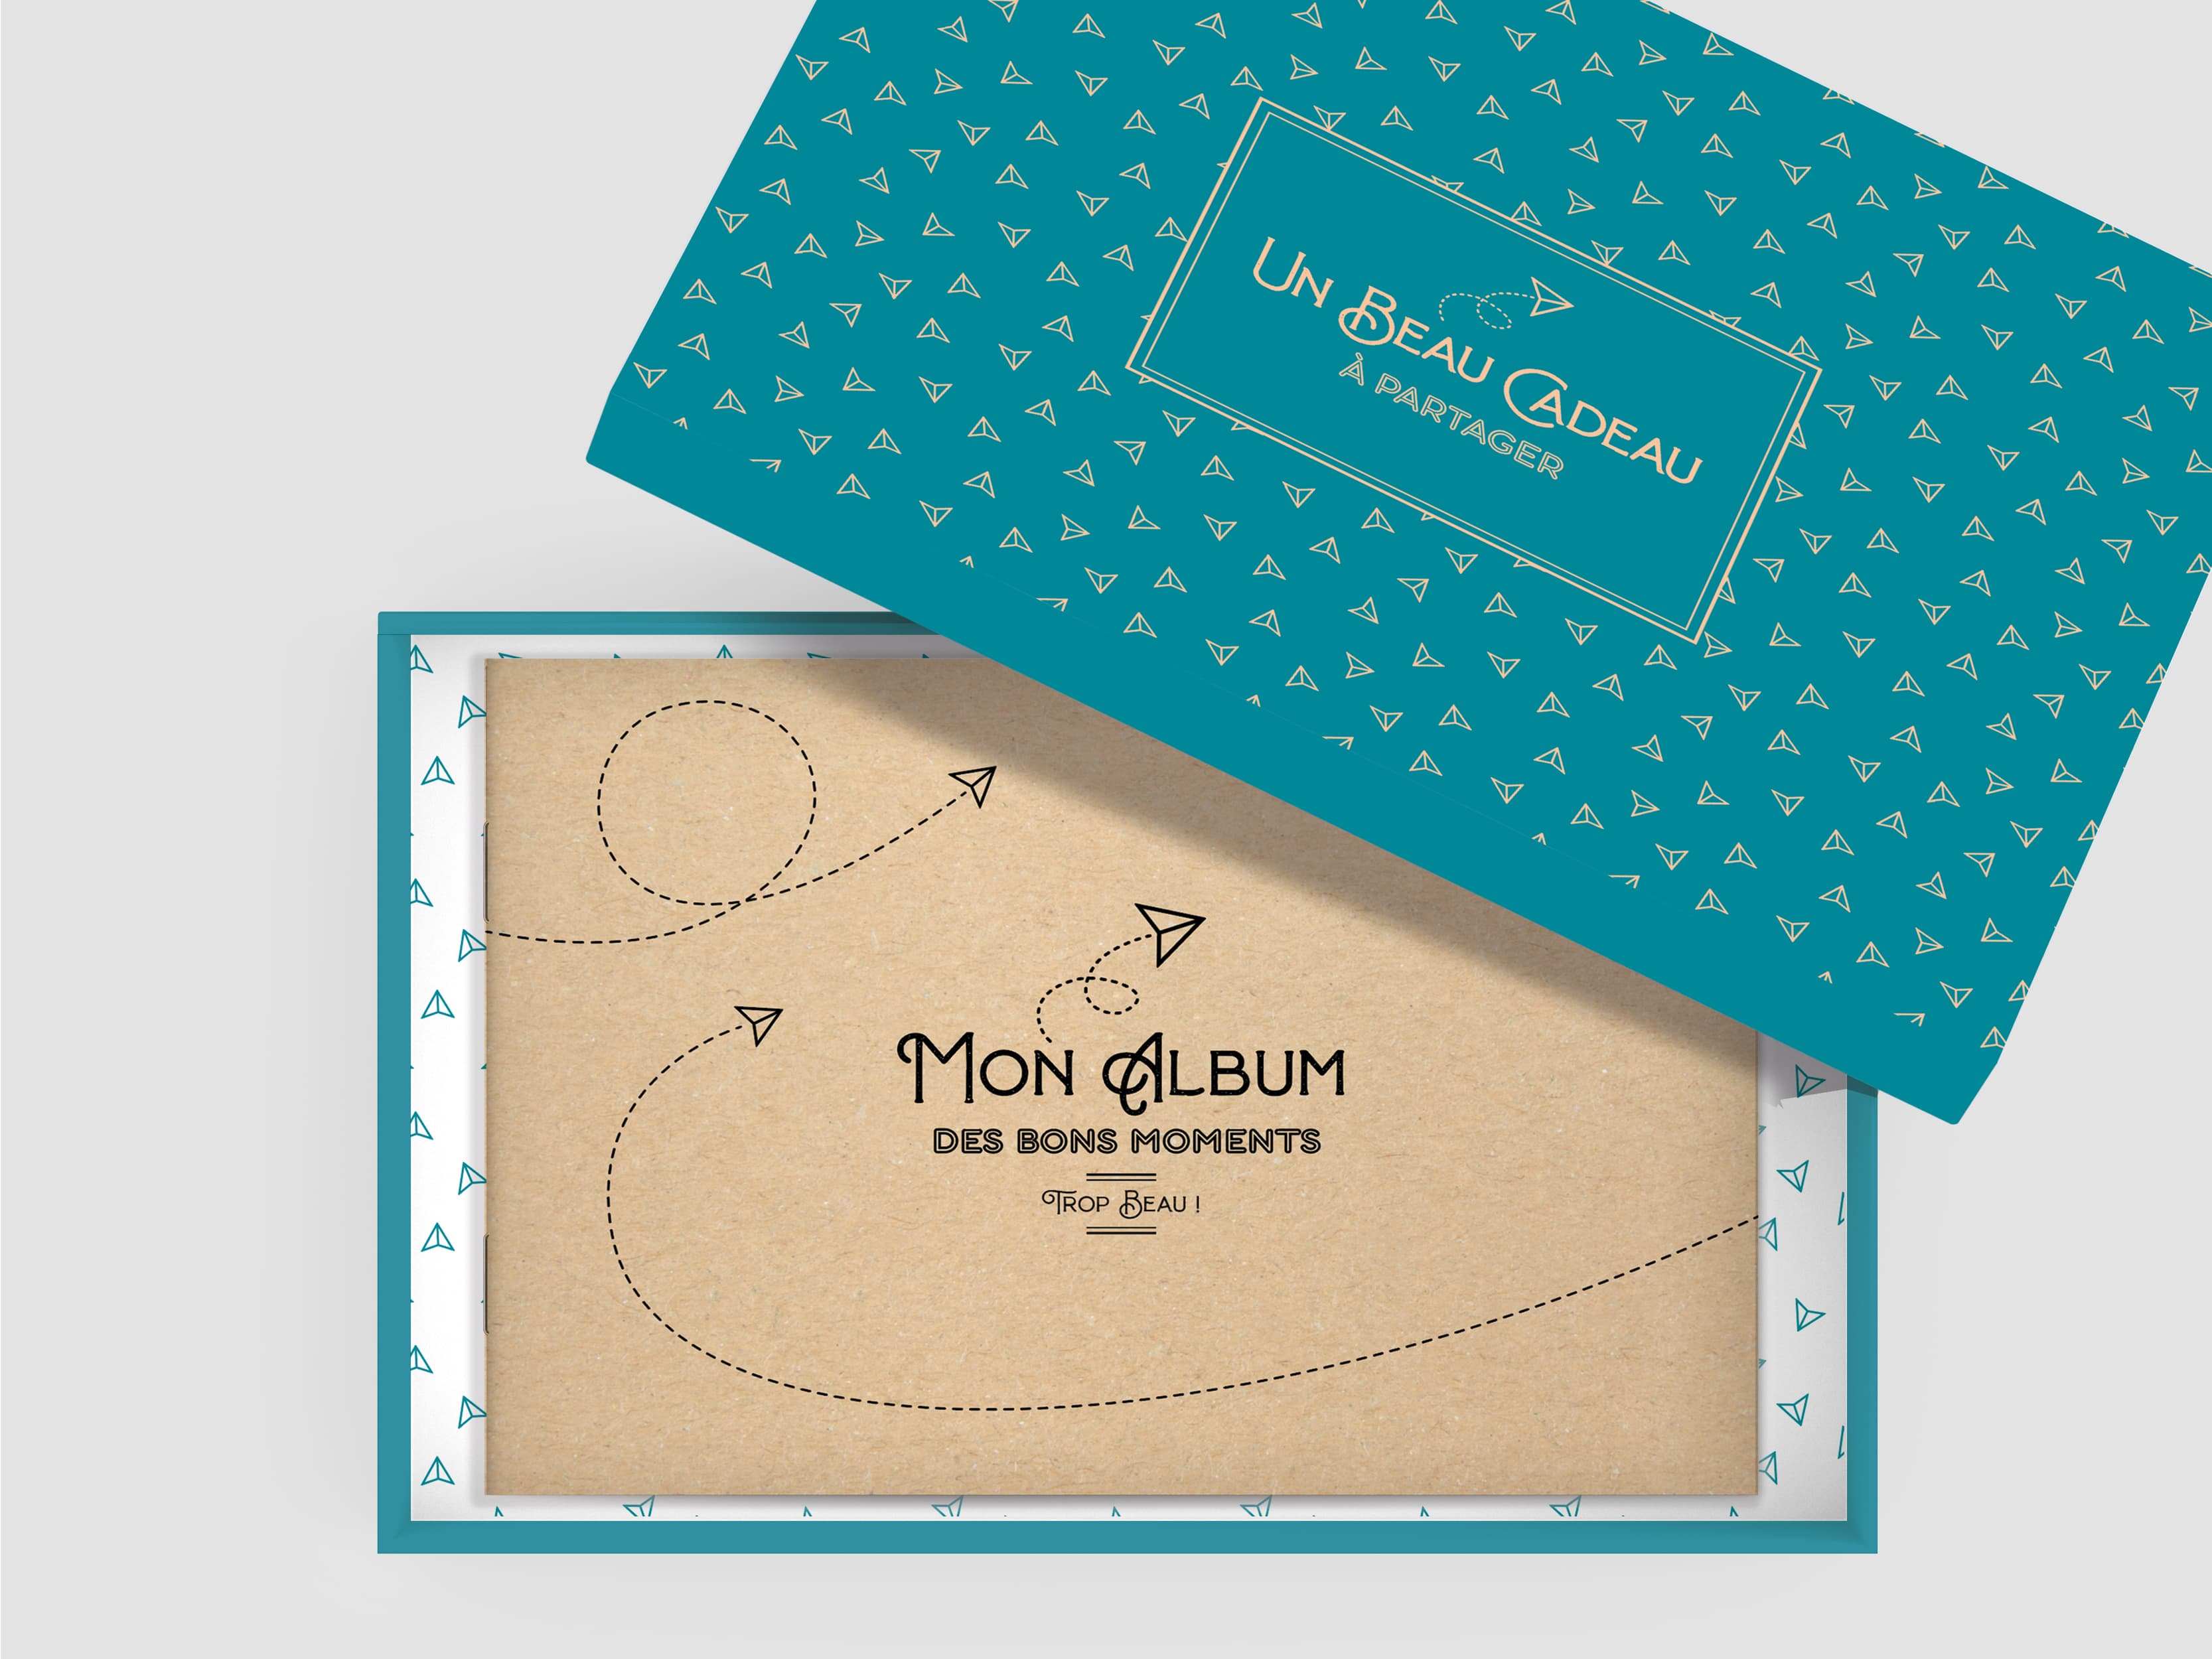 Un Beau Cadeau
à partager
Mon Album
des bons moments
Trop Beau !